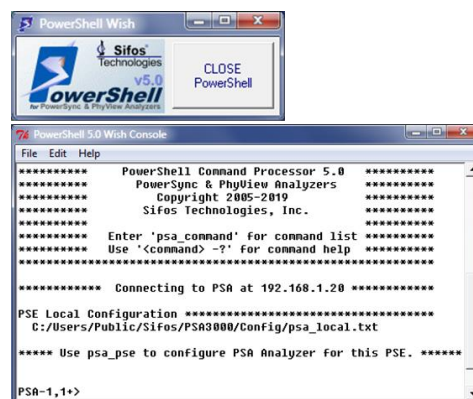 PowerShell Wish
Sifos
Technologies
v5.0
PowerShell
for PowerSync & PhyView Analyzers
CLOSE
PowerShell
PowerShell 5.0 Wish Console
File Edit Help
********** PowerShell Command Processor 5.0 **********
********** PowerSync & PhyView Analyzers **********
********** Copyright 2005-2019 **********
********** Sifos Technologies, Inc. **********
********** **********
********** Enter 'psa_command' for command list **********
********** Use '<command> -?' for command help **********
****************************************************************
************ Connecting to PSA at 192.168.1.20 ************
PSE Local Configuration ************************************
C:/Users/Public/Sifos/PSA3000/Config/psa_local.txt
***** Use psa_pse to configure PSA Analyzer for this PSE. ******
PSA-1,1+>